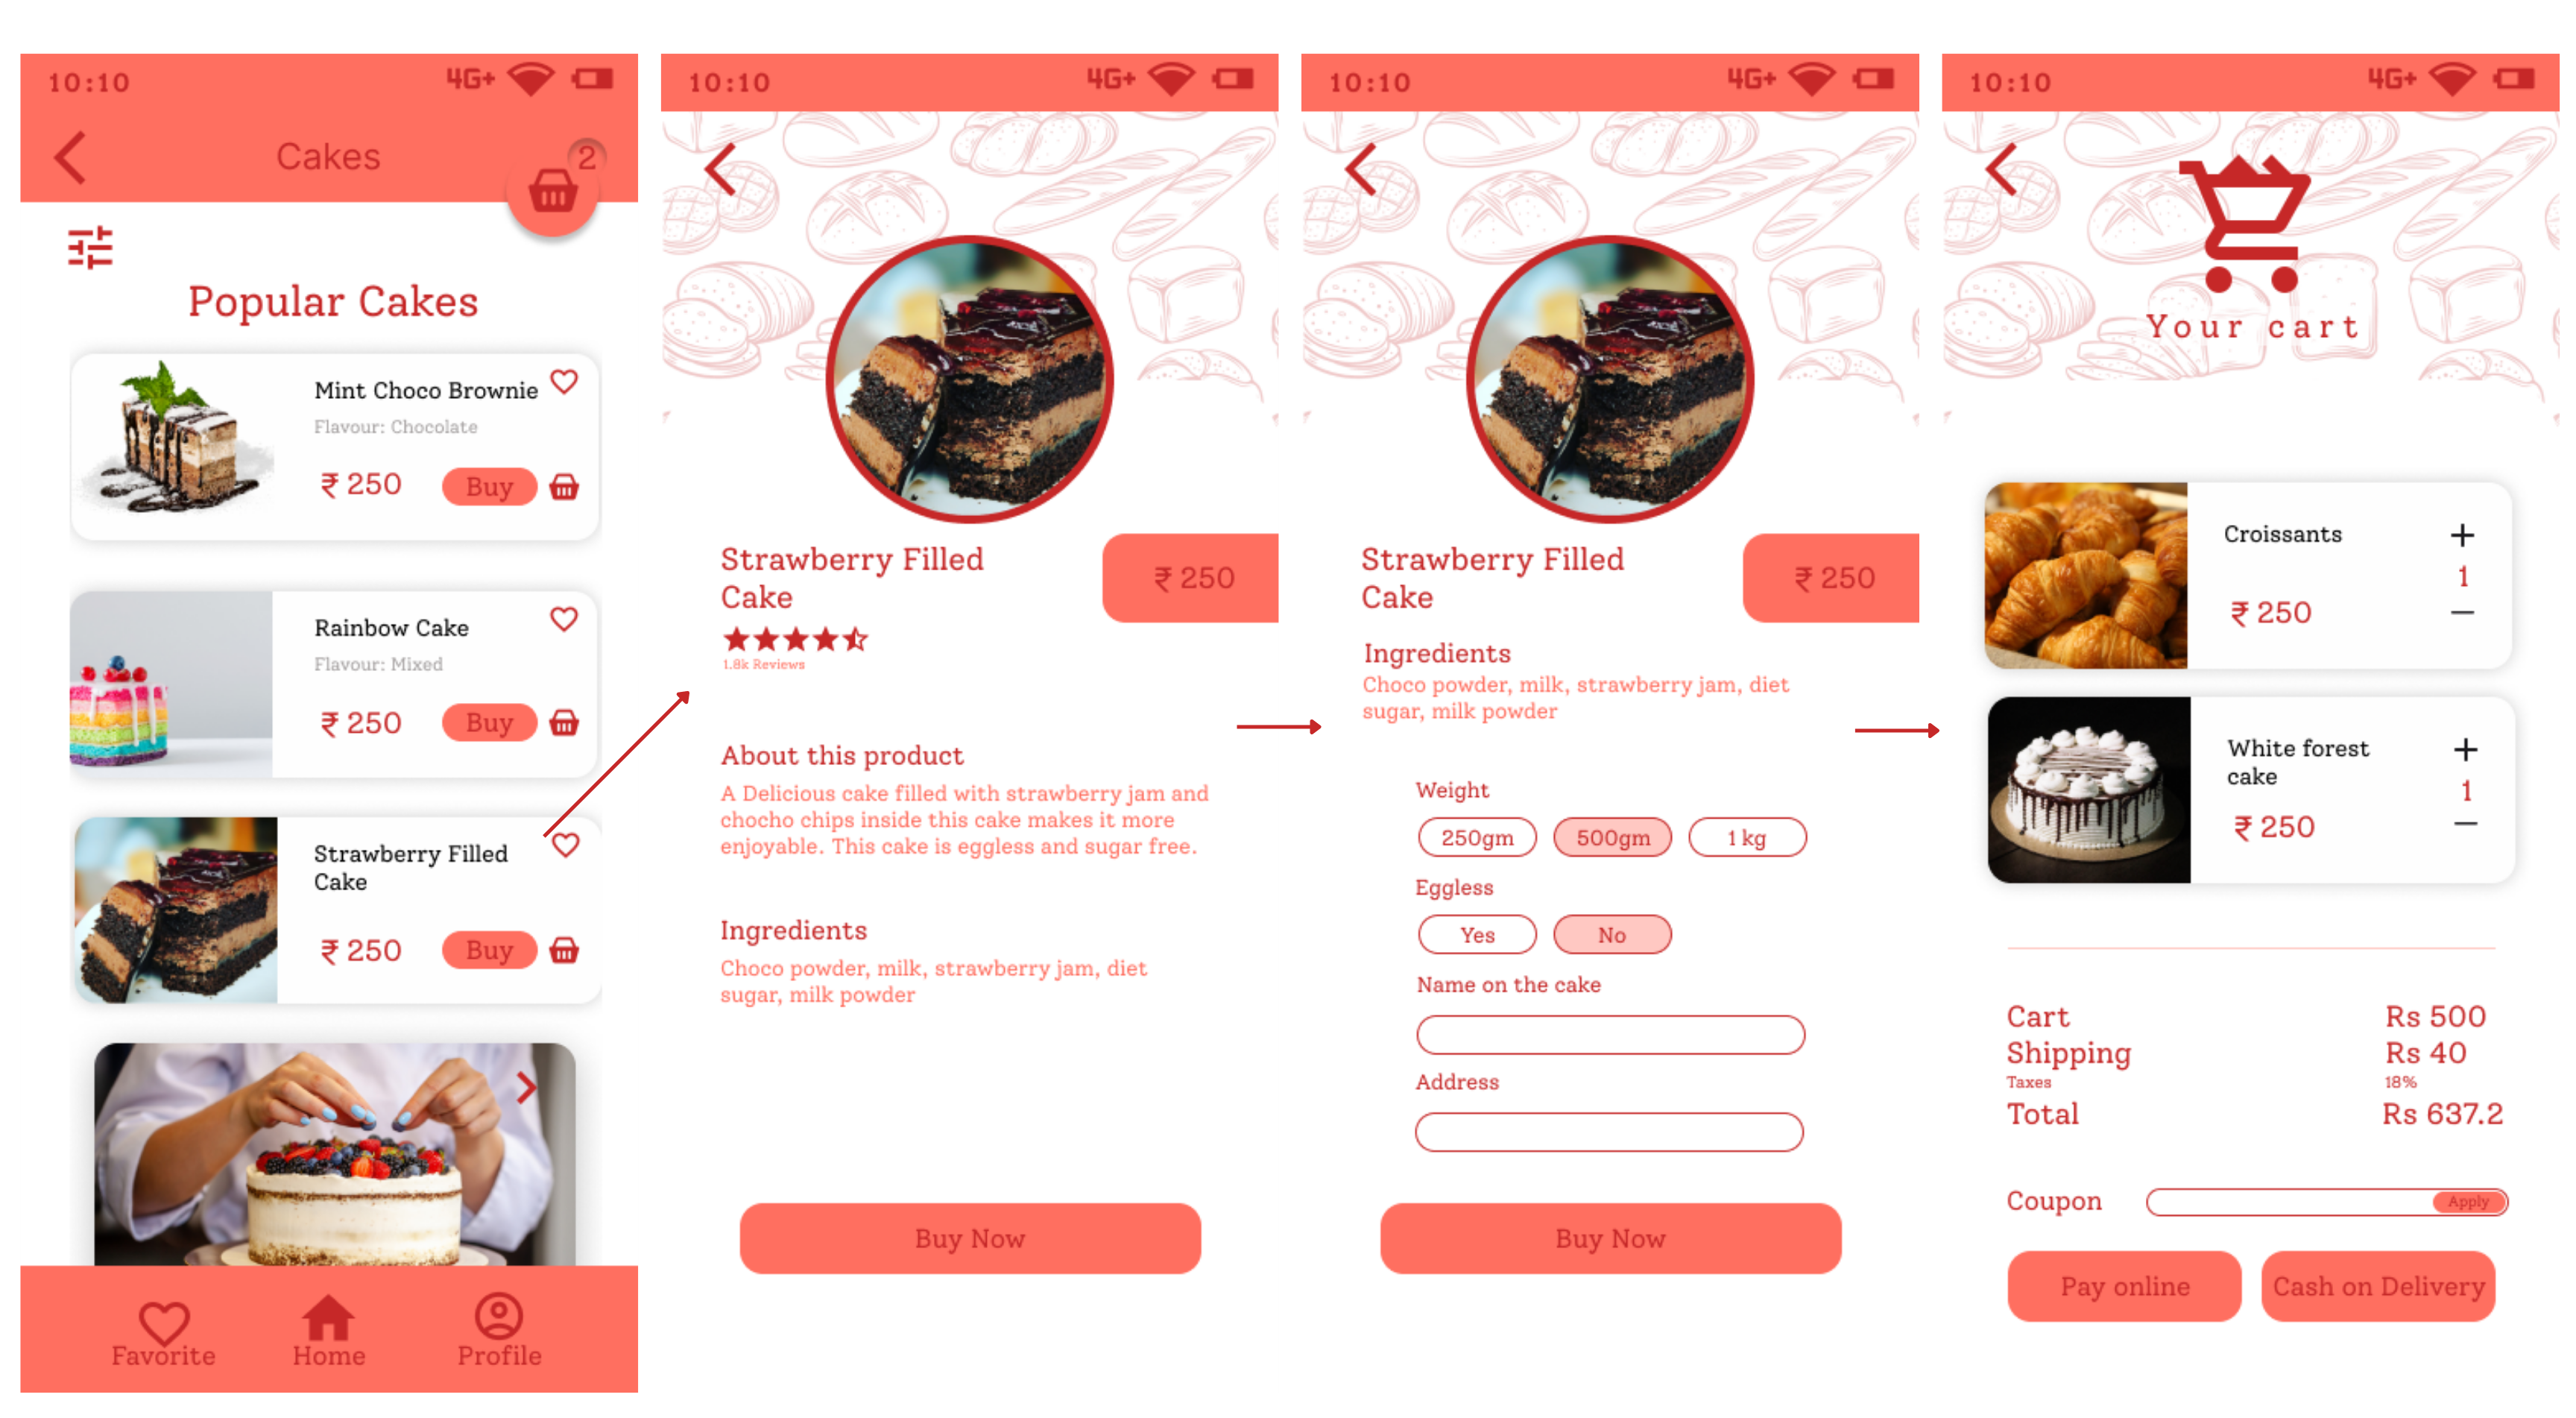 10:10 4G+
Cakes 2
Popular Cakes
Mint Choco Brownie
Flavour: Chocolate
₹ 250 Buy
Rainbow Cake
Flavour: Mixed
₹ 250 Buy
Strawberry Filled
Cake
₹ 250 Buy
Favorite Home Profile
10:10 4G+
Strawberry Filled
Cake
₹ 250
1.8k Reviews
About this product
A Delicious cake filled with strawberry jam and
chocho chips inside this cake makes it more
enjoyable. This cake is eggless and sugar free.
Ingredients
Choco powder, milk, strawberry jam, diet
sugar, milk powder
Buy Now
10:10 4G+
Strawberry Filled
Cake
₹ 250
Ingredients
Choco powder, milk, strawberry jam, diet
sugar, milk powder
Weight
250gm 500gm 1 kg
Eggless
Yes No
Name on the cake
Address
Buy Now
10:10 4G+
Your cart
Croissants
+
1
₹ 250
–
White forest
cake
+
1
₹ 250
–
Cart Rs 500
Shipping Rs 40
Taxes 18%
Total Rs 637.2
Coupon Apply
Pay online Cash on Delivery